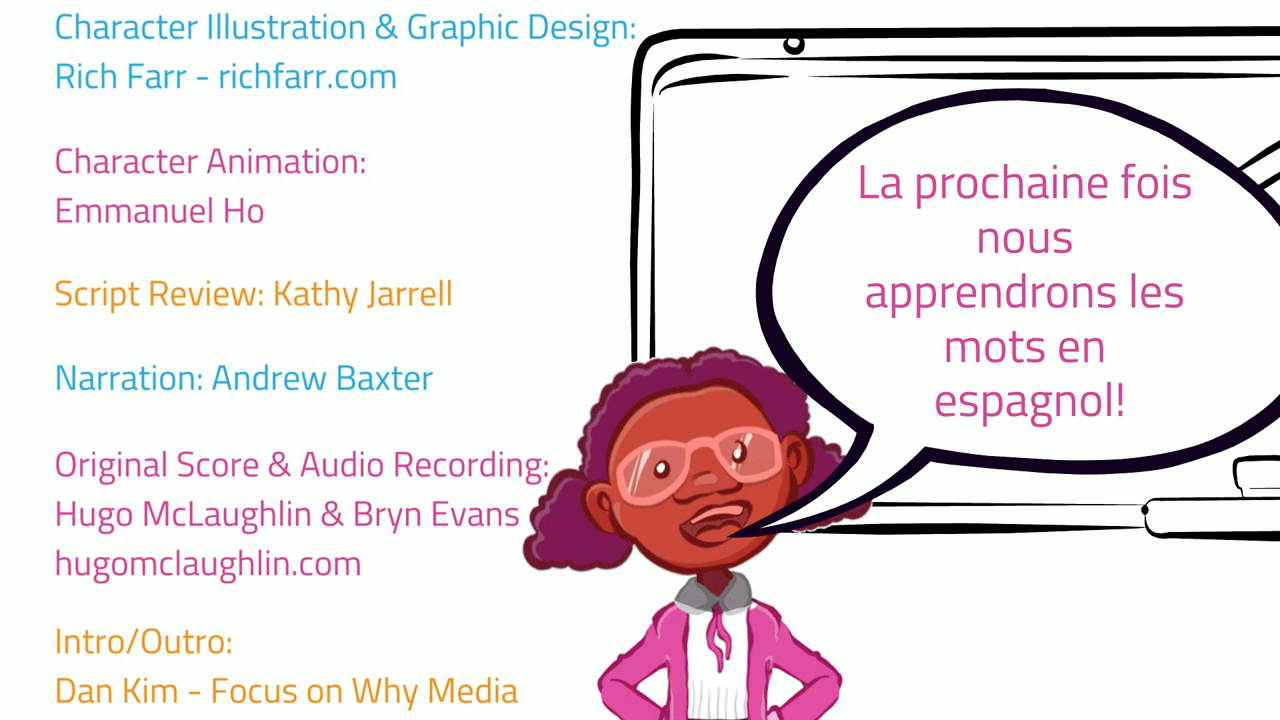 Character Illustration & Graphic Design:
Rich Farr - richfarr.com
Character Animation:
Emmanuel Ho
Script Review: Kathy Jarrell
Narration: Andrew Baxter
Original Score & Audio Recording:
Hugo McLaughlin & Bryn Evans
hugomclaughlin.com
Intro/Outro:
Dan Kim - Focus on Why Media
La prochaine fois
nous
apprendrons les
mots en
espagnol!